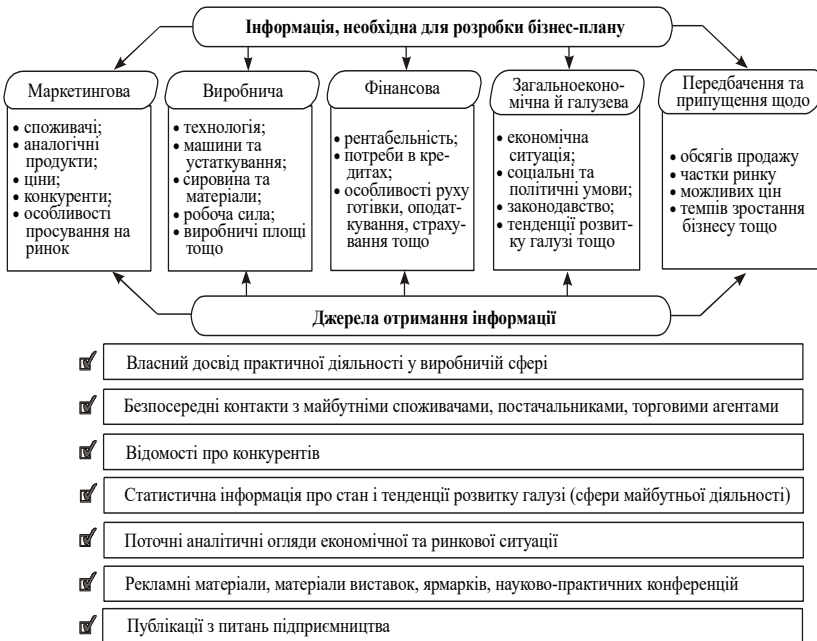 Інформація, необхідна для розробки бізнес-плану
Маркетингова
• споживачі;
• аналогічні
продукти;
• ціни;
• конкуренти;
• особливості
просування на
ринок
Виробнича
• технологія;
• машини та
устаткування;
• сировина та
матеріали;
• робоча сила;
• виробничі площі
тощо
Фінансова
• рентабельність;
• потреби в кре-
дитах;
• особливості руху
готівки, оподат-
кування, страху-
вання тощо
Загальноеконо-
мічна й галузева
• економічна
ситуація;
• соціальні та
політичні умови;
• законодавство;
• тенденції розвит-
ку галузі тощо
Передбачення та
припущення щодо
• обсягів продажу
• частки ринку
• можливих цін
• темпів зростання
бізнесу тощо
Джерела отримання інформації
Власний досвід практичної діяльності у виробничій сфері
Безпосередні контакти з майбутніми споживачами, постачальниками, торговими агентами
Відомості про конкурентів
Статистична інформація про стан і тенденції розвитку галузі (сфери майбутньої діяльності)
Поточні аналітичні огляди економічної та ринкової ситуації
Рекламні матеріали, матеріали виставок, ярмарків, науково-практичних конференцій
Публікації з питань підприємництва